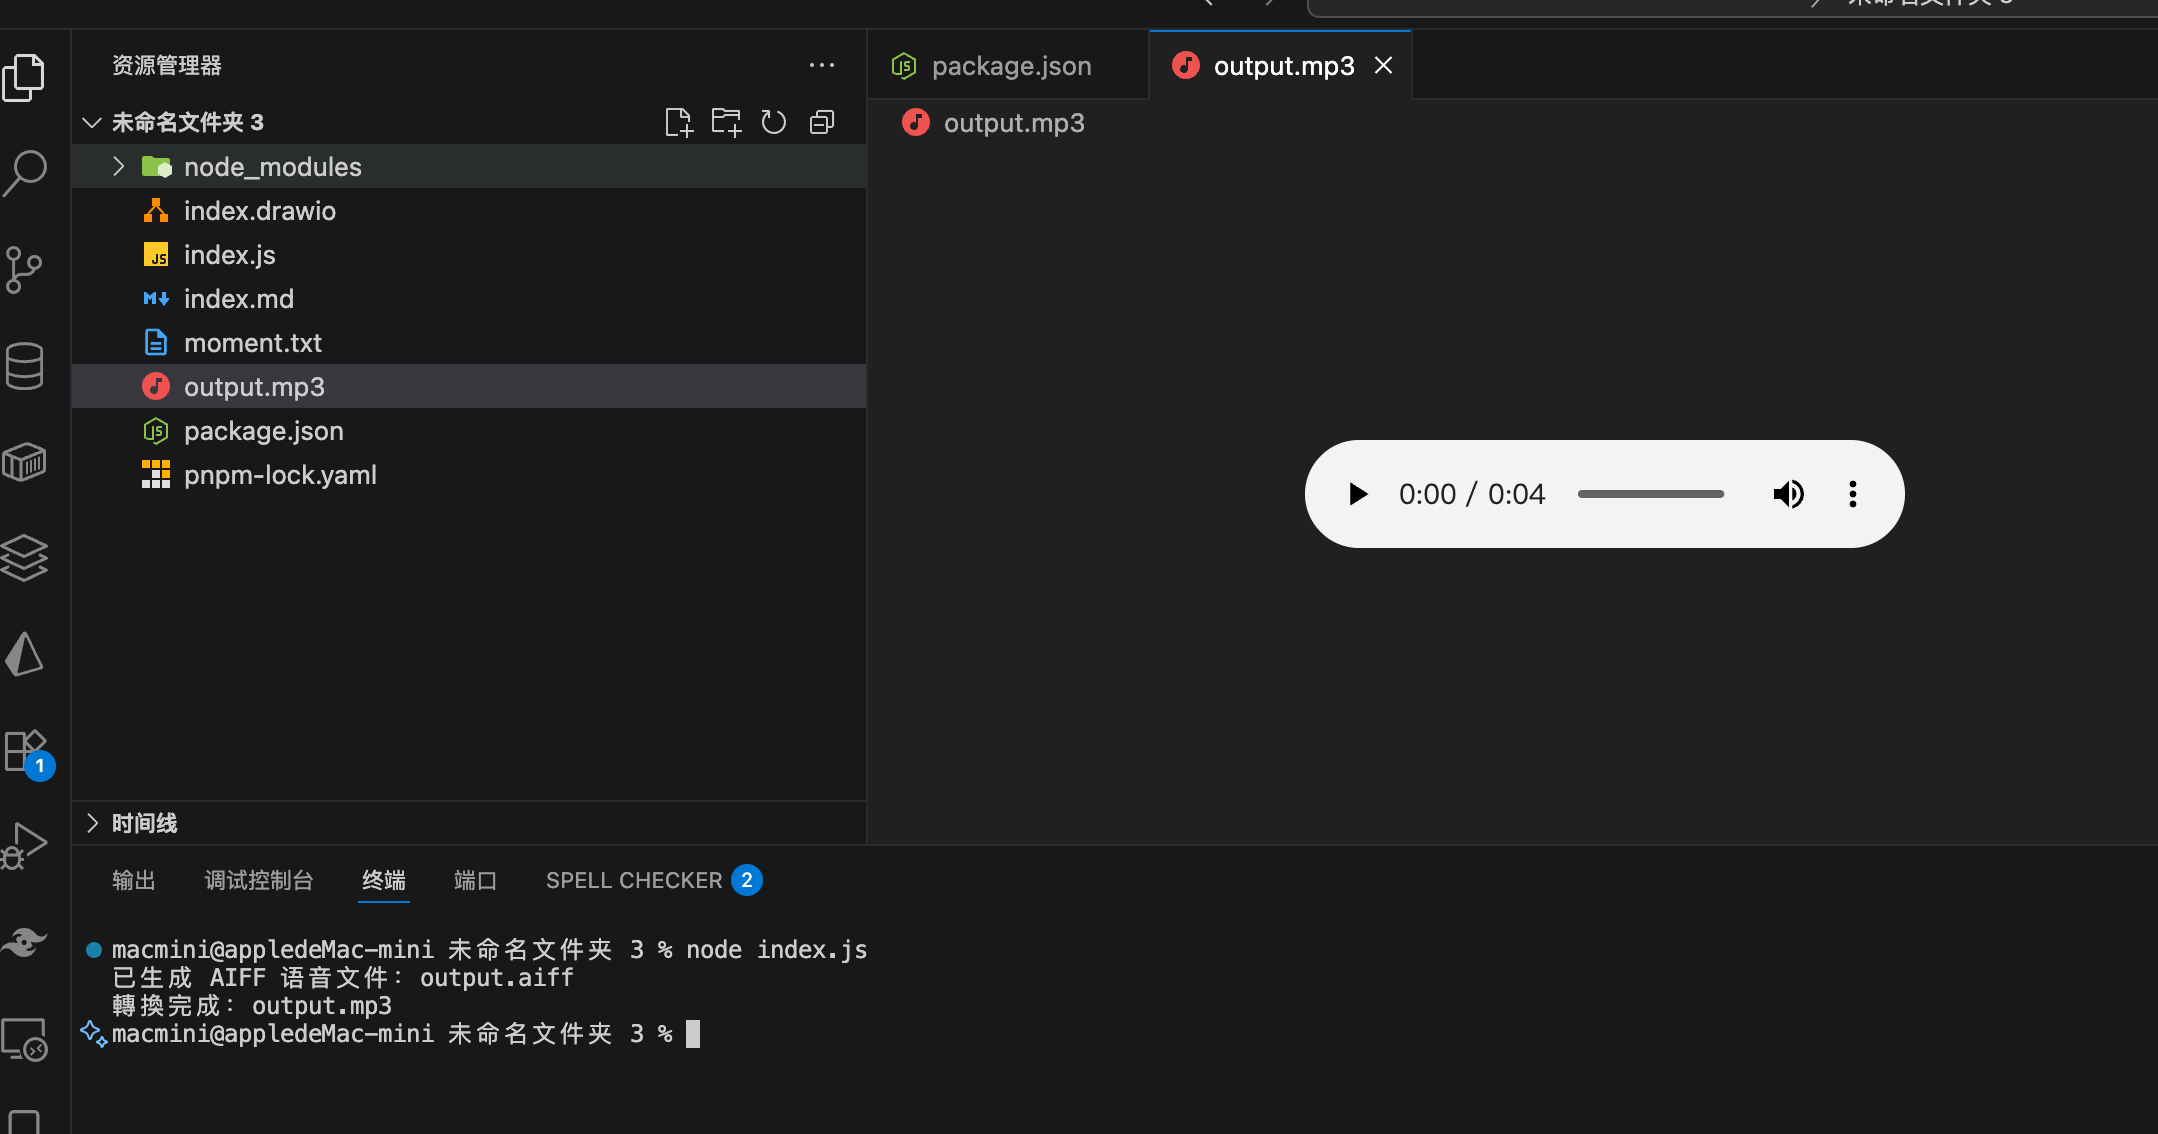 资源管理器
未命名文件夹 3
node_modules
index.drawio
index.js
index.md
moment.txt
output.mp3
package.json
pnpm-lock.yaml
时间线
package.json
output.mp3
output.mp3
0:00 / 0:04
1
输出 调试控制台 终端 端口 SPELL CHECKER 2
macmini@appledeMac-mini 未命名文件夹 3 % node index.js
已生成 AIFF 语音文件: output.aiff
轉換完成: output.mp3
macmini@appledeMac-mini 未命名文件夹 3 %